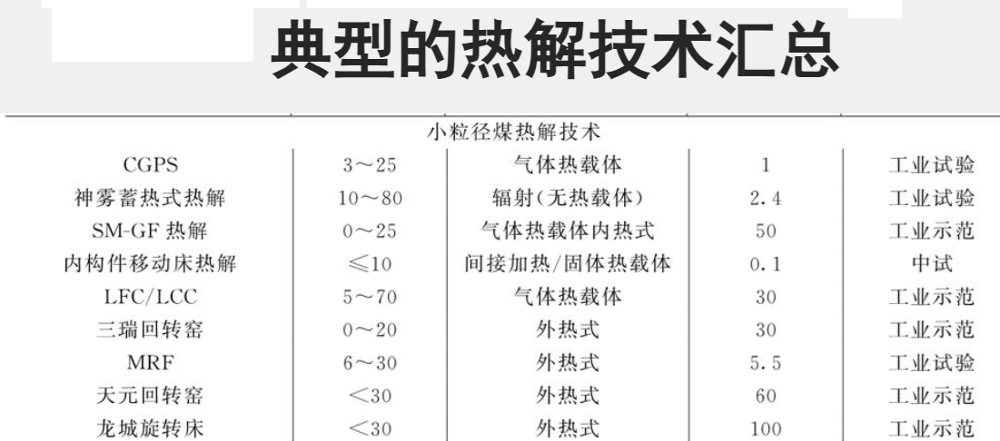 典型的热解技术汇总
小粒径煤热解技术
CGPS 3～25 气体热载体 1 工业试验
神雾蓄热式热解 10～80 辐射(无热载体) 2.4 工业试验
SM-GF 热解 0～25 气体热载体内热式 50 工业示范
内构件移动床热解 ≤10 间接加热/固体热载体 0.1 中试
LFC/LCC 5～70 气体热载体 30 工业示范
三瑞回转窑 0～20 外热式 30 工业示范
MRF 6～30 外热式 5.5 工业试验
天元回转窑 <30 外热式 60 工业示范
龙城旋转床 <30 外热式 100 工业示范